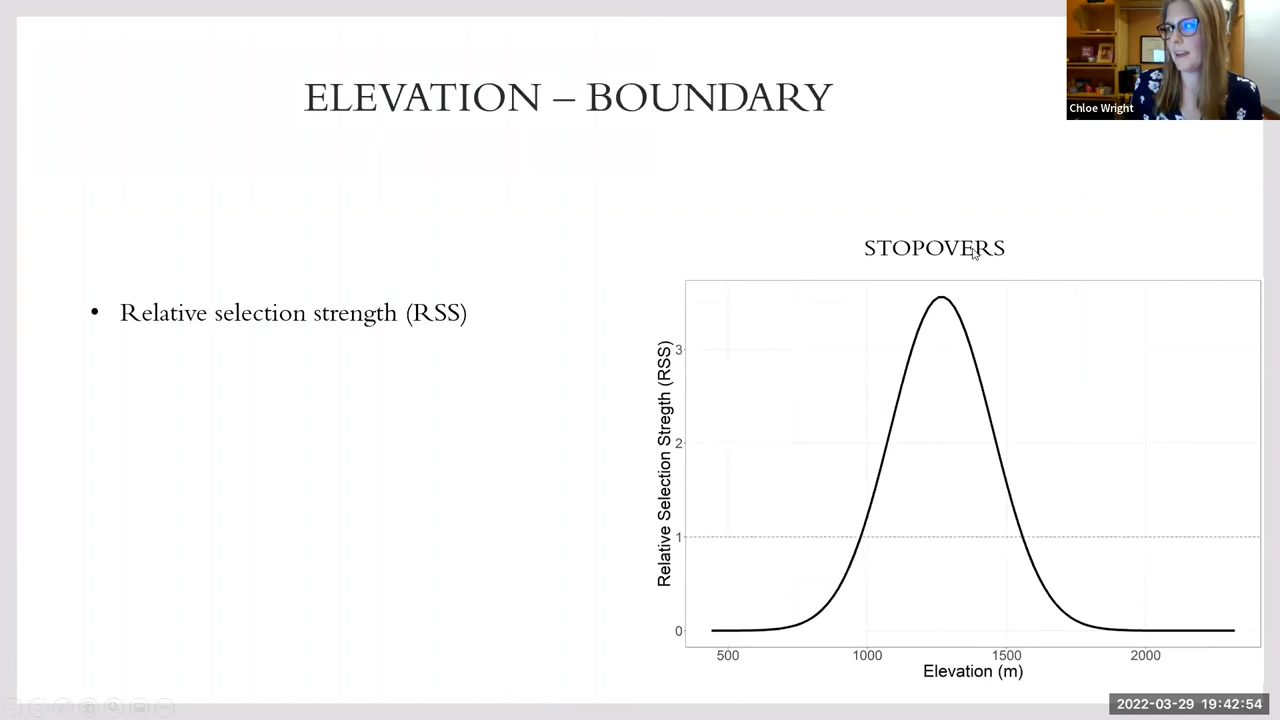 ELEVATION – BOUNDARY
Chloe Wright
STOPOVERS
• Relative selection strength (RSS)
Relative Selection Stregth (RSS)
3
2
1
0
500 1000 1500 2000
Elevation (m)
2022-03-29 19:42:54